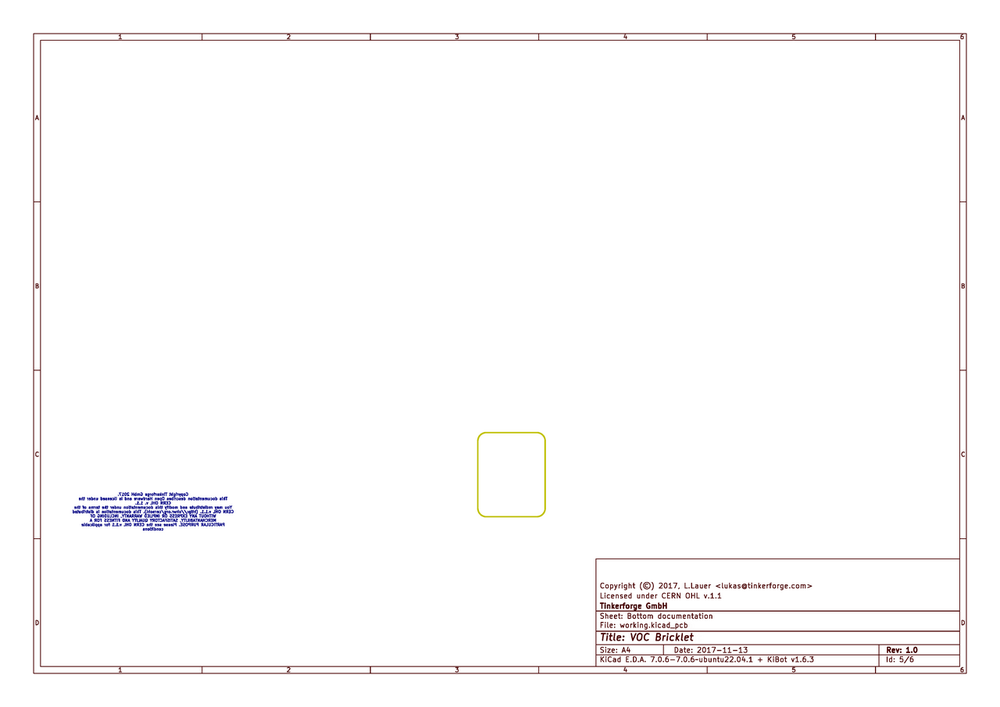 1 2 3 4 5 6
A A
B B
C C
Copyright Tinkerforge GmbH 2017.
This documentation describes Open Hardware and is licensed under the
CERN OHL v. 1.1.
You may redistribute and modify this documentation under the terms of the
CERN OHL v.1.1. (http://ohwr.org/cernohl). This documentation is distributed
WITHOUT ANY EXPRESS OR IMPLIED WARRANTY, INCLUDING OF
MERCHANTABILITY, SATISFACTORY QUALITY AND FITNESS FOR A
PARTICULAR PURPOSE. Please see the CERN OHL v.1.1 for applicable
conditions
Copyright (©) 2017, L.Lauer <lukas@tinkerforge.com>
Licensed under CERN OHL v.1.1
Tinkerforge GmbH
D D
Sheet: Bottom documentation
File: working.kicad_pcb
Title: VOC Bricklet
Size: A4 Date: 2017-11-13 Rev: 1.0
KiCad E.D.A. 7.0.6-7.0.6-ubuntu22.04.1 + KiBot v1.6.3 Id: 5/6
1 2 3 4 5 6